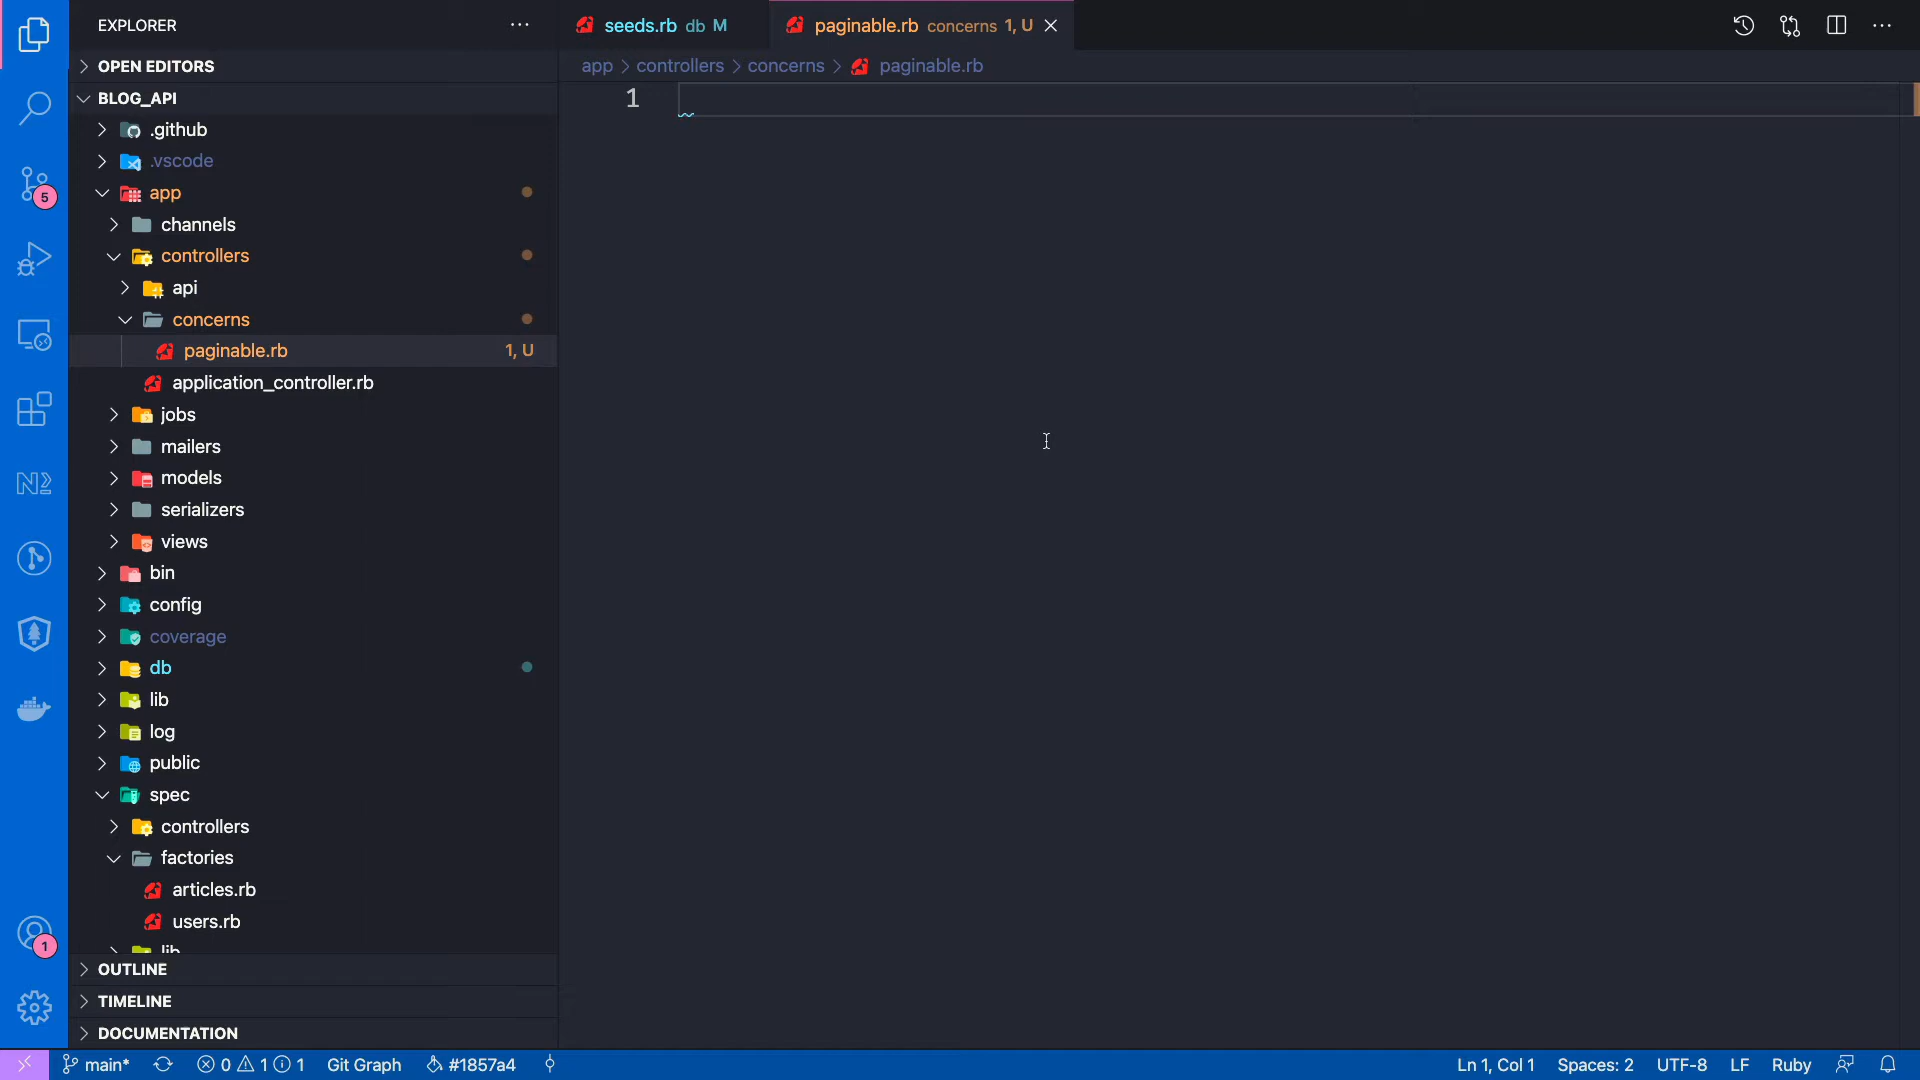 EXPLORER
seeds.rb db M
paginable.rb concerns 1, U
OPEN EDITORS
app > controllers > concerns > paginable.rb
BLOG_API
1
.github
.vscode
app
channels
controllers
api
concerns
paginable.rb 1, U
application_controller.rb
jobs
mailers
models
serializers
views
bin
config
coverage
db
lib
log
public
spec
controllers
factories
articles.rb
users.rb
lib
OUTLINE
TIMELINE
DOCUMENTATION
5
1
main* 0 1 1 Git Graph #1857a4 Ln 1, Col 1 Spaces: 2 UTF-8 LF Ruby